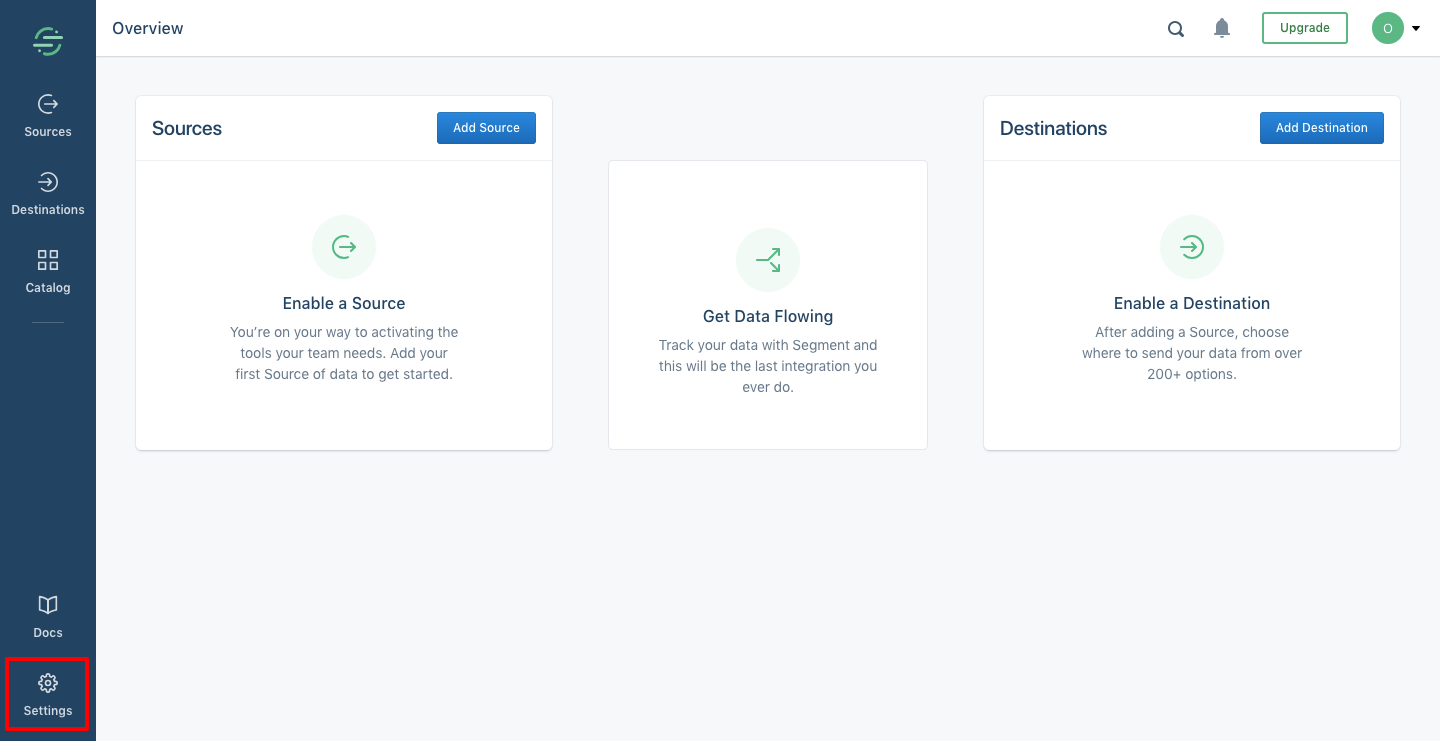 Overview
Upgrade
O
Sources
Destinations
Catalog
Docs
Settings
Sources
Add Source
Enable a Source
You’re on your way to activating the
tools your team needs. Add your
first Source of data to get started.
Get Data Flowing
Track your data with Segment and
this will be the last integration you
ever do.
Destinations
Add Destination
Enable a Destination
After adding a Source, choose
where to send your data from over
200+ options.